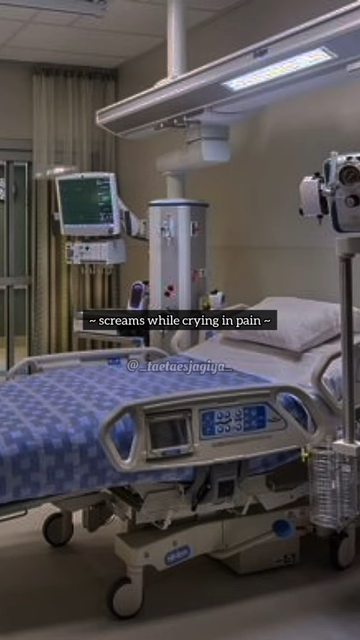 ~ screams while crying in pain ~
@_taetaesjagiya_